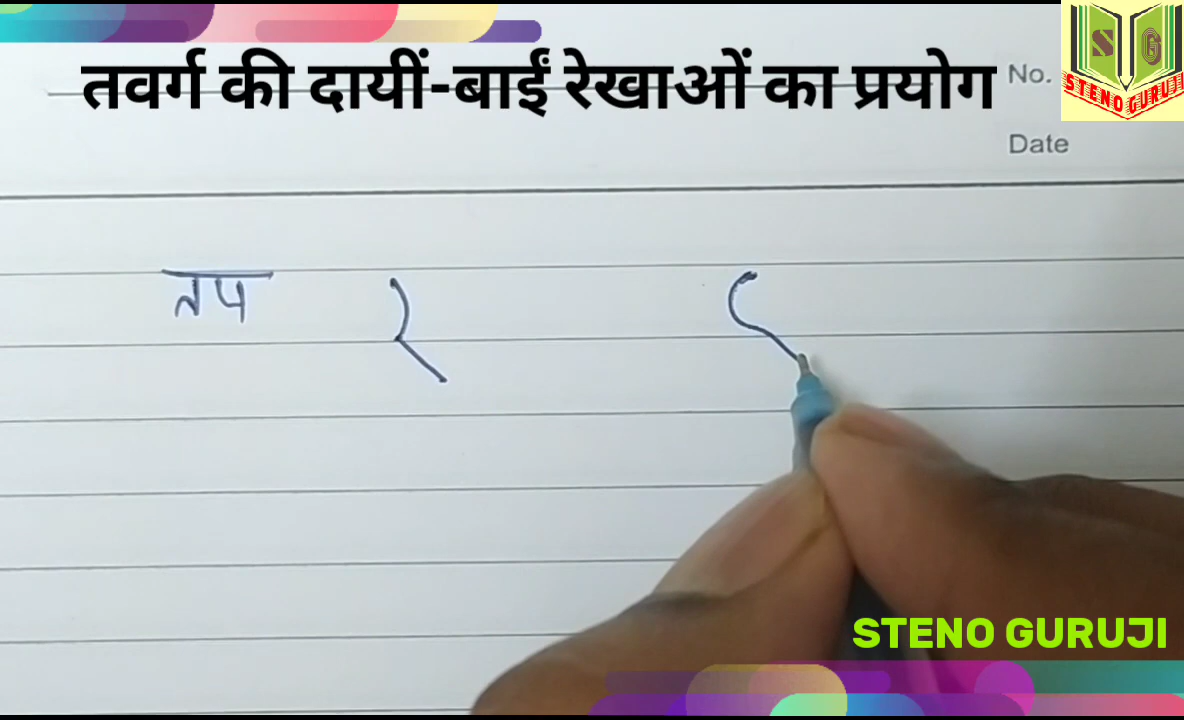 तवर्ग की दायीं-बाईं रेखाओं का प्रयोग
No.
S G
STENO GURUJI
Date
तप
STENO GURUJI